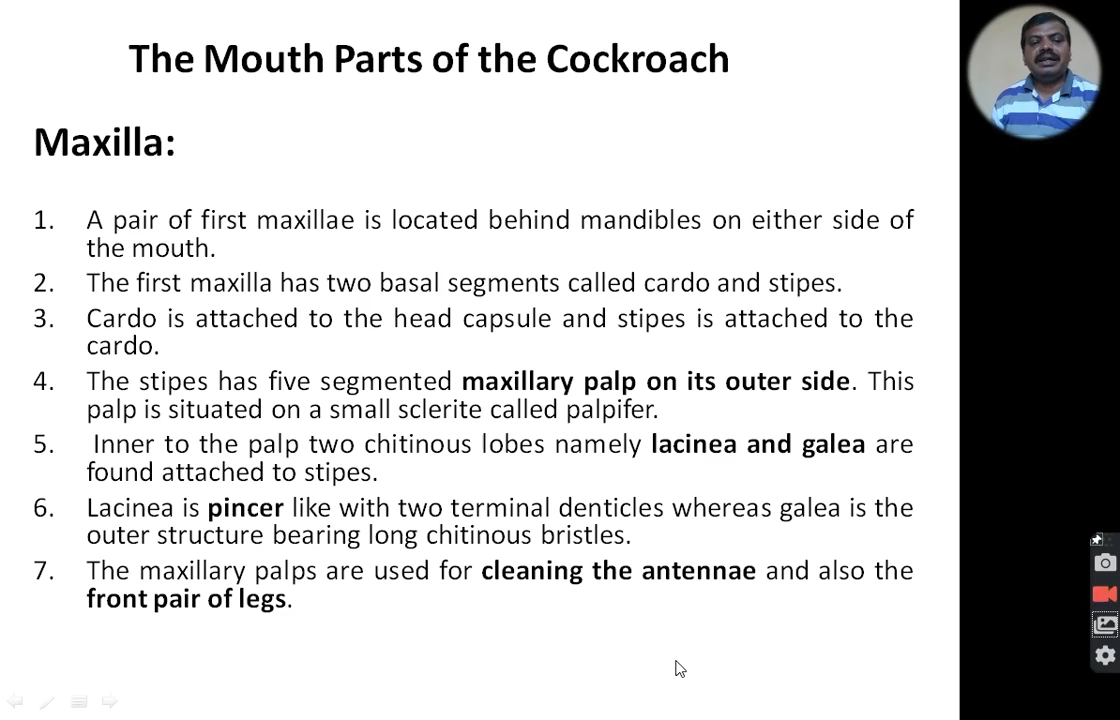 The Mouth Parts of the Cockroach
Maxilla:
1. A pair of first maxillae is located behind mandibles on either side of
the mouth.
2. The first maxilla has two basal segments called cardo and stipes.
3. Cardo is attached to the head capsule and stipes is attached to the
cardo.
4. The stipes has five segmented maxillary palp on its outer side. This
palp is situated on a small sclerite called palpifer.
5. Inner to the palp two chitinous lobes namely lacinea and galea are
found attached to stipes.
6. Lacinea is pincer like with two terminal denticles whereas galea is the
outer structure bearing long chitinous bristles.
7. The maxillary palps are used for cleaning the antennae and also the
front pair of legs.